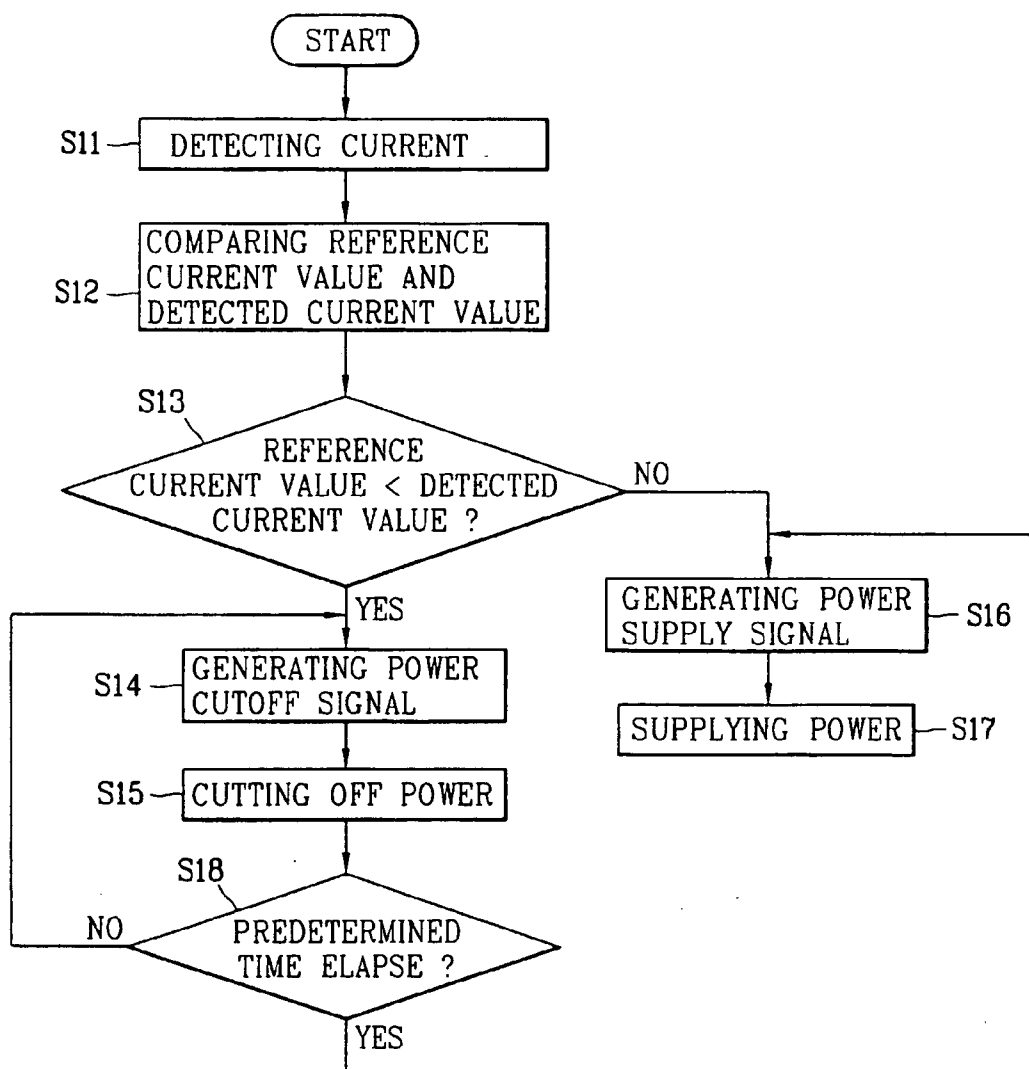 START
S11
DETECTING CURRENT
S12
COMPARING REFERENCE
CURRENT VALUE AND
DETECTED CURRENT VALUE
S13
REFERENCE
CURRENT VALUE < DETECTED
CURRENT VALUE ?
NO
YES
GENERATING POWER
SUPPLY SIGNAL
S16
S14
GENERATING POWER
CUTOFF SIGNAL
SUPPLYING POWER
S17
S15
CUTTING OFF POWER
S18
NO
PREDETERMINED
TIME ELAPSE ?
YES